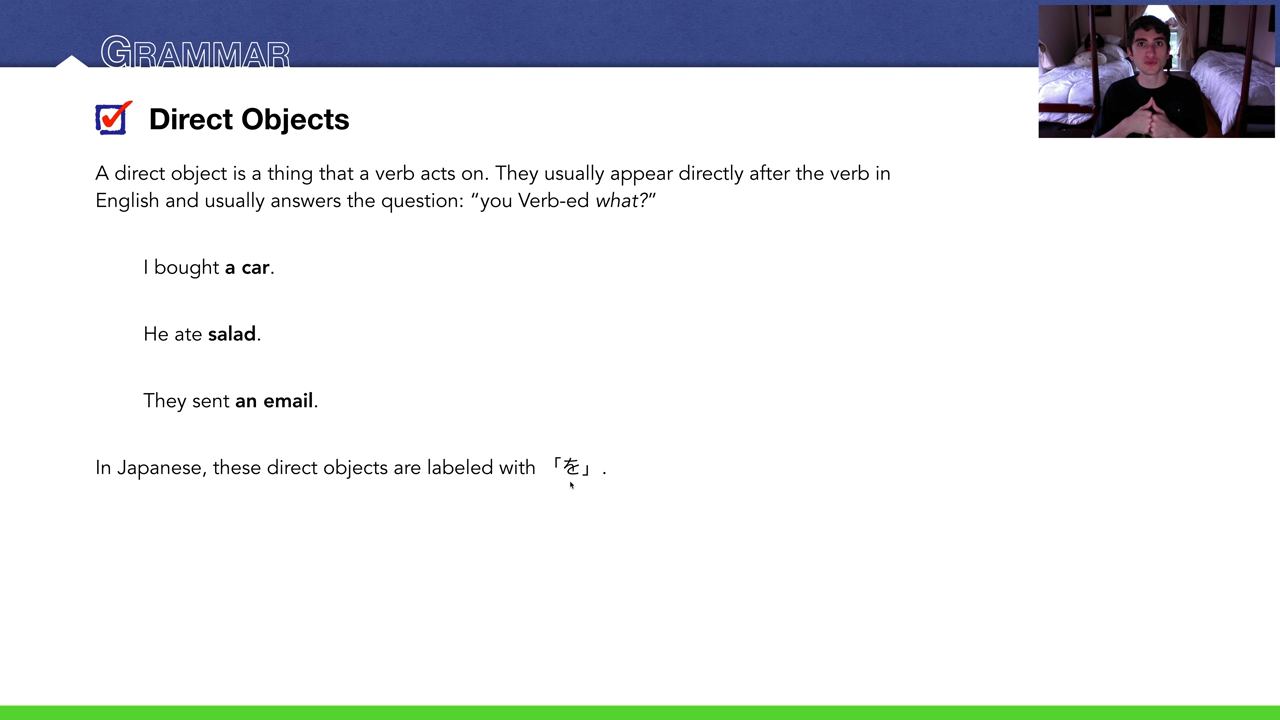 GRAMMAR
Direct Objects
A direct object is a thing that a verb acts on. They usually appear directly after the verb in
English and usually answers the question: “you Verb-ed what?”
I bought a car.
He ate salad.
They sent an email.
In Japanese, these direct objects are labeled with 「を」.